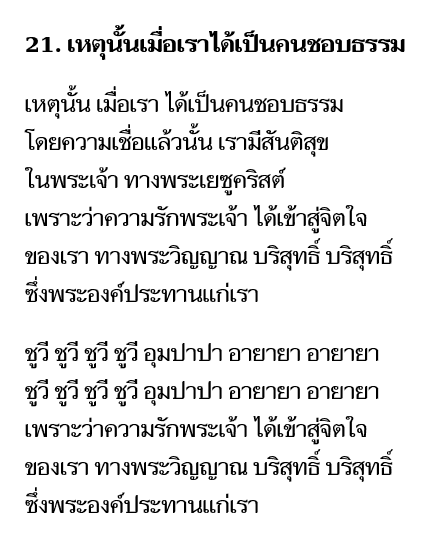 21. เหตุนั้นเมื่อเราได้เป็นคนชอบธรรม
เหตุนั้น เมื่อเรา ได้เป็นคนชอบธรรม
โดยความเชื่อแล้วนั้น เรามีสันติสุข
ในพระเจ้า ทางพระเยซูคริสต์
เพราะว่าความรักพระเจ้า ได้เข้าสู่จิตใจ
ของเรา ทางพระวิญญาณ บริสุทธิ์ บริสุทธิ์
ซึ่งพระองค์ประทานแก่เรา
ชูวี ชูวี ชูวี ชูวี อุมปาปา อายายา อายายา
ชูวี ชูวี ชูวี ชูวี อุมปาปา อายายา อายายา
เพราะว่าความรักพระเจ้า ได้เข้าสู่จิตใจ
ของเรา ทางพระวิญญาณ บริสุทธิ์ บริสุทธิ์
ซึ่งพระองค์ประทานแก่เรา